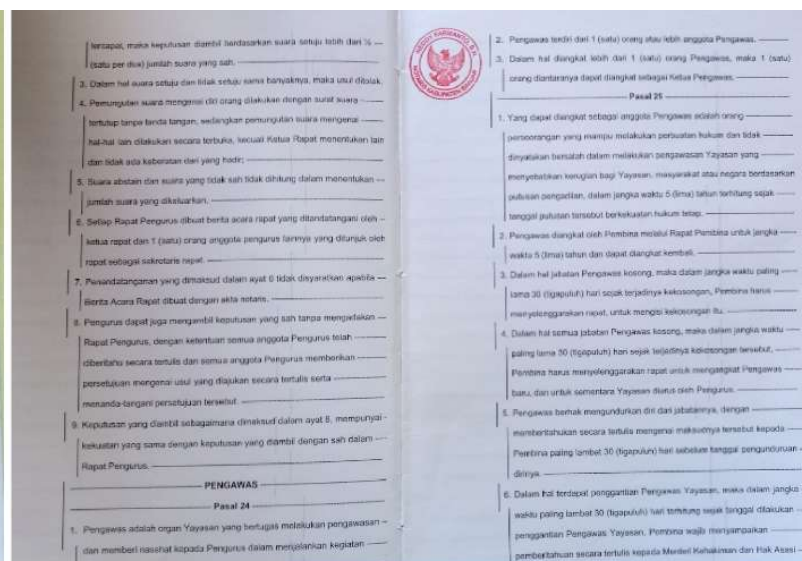 tercapai, maka keputusan diambil berdasarkan suara setuju lebih dari ½
(satu per dua) jumlah suara yang sah.
3. Dalam hal suara setuju dan tidak setuju sama banyaknya, maka usul ditolak.
4. Pemungutan suara mengenai diri orang dilakukan dengan surat suara
tertutup tanpa tanda tangan, sedangkan pemungutan suara mengenai
hal-hal lain dilakukan secara terbuka, kecuali Ketua Rapat menentukan lain
dan tidak ada keberatan dari yang hadir;
5. Suara abstain dan suara yang tidak sah tidak dihitung dalam menentukan
jumlah suara yang dikeluarkan.
6. Setiap Rapat Pengurus dibuat berita acara rapat yang ditandatangani oleh
ketua rapat dan 1 (satu) orang anggota pengurus lainnya yang ditunjuk oleh
rapat sebagai sekretaris rapat.
7. Penandatanganan yang dimaksud dalam ayat 6 tidak disyaratkan apabila
Berita Acara Rapat dibuat dengan akta notaris.
8. Pengurus dapat juga mengambil keputusan yang sah tanpa mengadakan
Rapat Pengurus, dengan ketentuan semua anggota Pengurus telah
diberitahu secara tertulis dan semua anggota Pengurus memberikan
persetujuan mengenai usul yang diajukan secara tertulis serta
menanda-tangani persetujuan tersebut.
9. Keputusan yang diambil sebagaimana dimaksud dalam ayat 8, mempunyai
kekuatan yang sama dengan keputusan yang diambil dengan sah dalam
Rapat Pengurus.
PENGAWAS
Pasal 24
1. Pengawas adalah organ Yayasan yang bertugas melakukan pengawasan
dan memberi nasehat kepada Pengurus dalam menjalankan kegiatan
2. Pengawas terdiri dari 1 (satu) orang atau lebih anggota Pengawas.
3. Dalam hal diangkat lebih dari 1 (satu) orang Pengawas, maka 1 (satu)
orang diantaranya dapat diangkat sebagai Ketua Pengawas.
Pasal 25
1. Yang dapat diangkat sebagai anggota Pengawas adalah orang
perseorangan yang mampu melakukan perbuatan hukum dan tidak
dinyatakan bersalah dalam melakukan pengawasan Yayasan yang
menyebabkan kerugian bagi Yayasan, masyarakat atau negara berdasarkan
putusan pengadilan, dalam jangka waktu 5 (lima) tahun terhitung sejak
tanggal putusan tersebut berkekuatan hukum tetap.
2. Pengawas diangkat oleh Pembina melalui Rapat Pembina untuk jangka
waktu 5 (lima) tahun dan dapat diangkat kembali.
3. Dalam hal jabatan Pengawas kosong, maka dalam jangka waktu paling
lama 30 (tigapuluh) hari sejak terjadinya kekosongan, Pembina harus
menyelenggarakan rapat, untuk mengisi kekosongan itu.
4. Dalam hal semua jabatan Pengawas kosong, maka dalam jangka waktu
paling lama 30 (tigapuluh) hari sejak terjadinya kekosongan tersebut,
Pembina harus menyelenggarakan rapat untuk mengangkat Pengawas
baru, dan untuk sementara Yayasan diurus oleh Pengurus.
5. Pengawas berhak mengundurkan diri dari jabatannya, dengan
memberitahukan secara tertulis mengenai maksudnya tersebut kepada
Pembina paling lambat 30 (tigapuluh) hari sebelum tanggal pengunduruan
dirinya.
6. Dalam hal terdapat penggantian Pengawas Yayasan, maka dalam jangka
waktu paling lambat 30 (tigapuluh) hari terhitung sejak tanggal dilakukan
penggantian Pengawas Yayasan, Pembina wajib menyampaikan
pemberitahuan secara tertulis kepada Menteri Kehakiman dan Hak Asasi